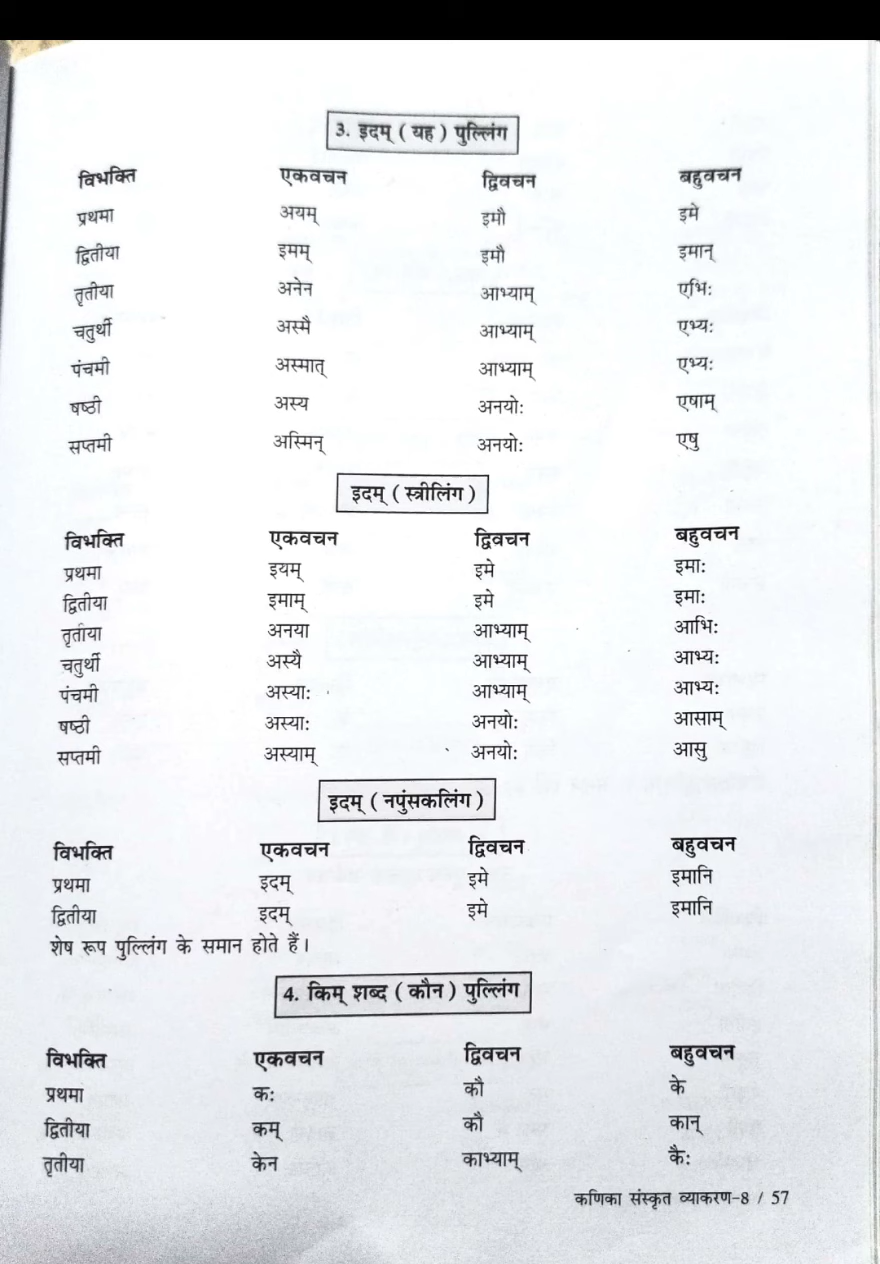 3. इदम् ( यह ) पुल्लिंग
विभक्ति एकवचन द्विवचन बहुवचन
प्रथमा अयम् इमौ इमे
द्वितीया इमम् इमौ इमान्
तृतीया अनेन आभ्याम् एभिः
चतुर्थी अस्मै आभ्याम् एभ्यः
पंचमी अस्मात् आभ्याम् एभ्यः
षष्ठी अस्य अनयोः एषाम्
सप्तमी अस्मिन् अनयोः एषु
इदम् ( स्त्रीलिंग )
विभक्ति एकवचन द्विवचन बहुवचन
प्रथमा इयम् इमे इमाः
द्वितीया इमाम् इमे इमाः
तृतीया अनया आभ्याम् आभिः
चतुर्थी अस्यै आभ्याम् आभ्यः
पंचमी अस्याः आभ्याम् आभ्यः
षष्ठी अस्याः अनयोः आसाम्
सप्तमी अस्याम् अनयोः आसु
इदम् ( नपुंसकलिंग )
विभक्ति एकवचन द्विवचन बहुवचन
प्रथमा इदम् इमे इमानि
द्वितीया इदम् इमे इमानि
शेष रूप पुल्लिंग के समान होते हैं।
4. किम् शब्द ( कौन ) पुल्लिंग
विभक्ति एकवचन द्विवचन बहुवचन
प्रथमा कः कौ के
द्वितीया कम् कौ कान्
तृतीया केन काभ्याम् कैः
कणिका संस्कृत व्याकरण-8 / 57